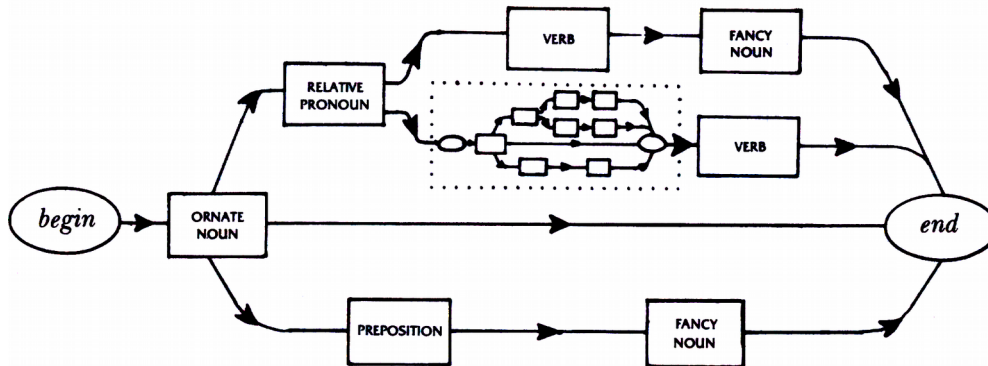 VERB
FANCY
NOUN
RELATIVE
PRONOUN
VERB
begin
ORNATE
NOUN
end
PREPOSITION
FANCY
NOUN